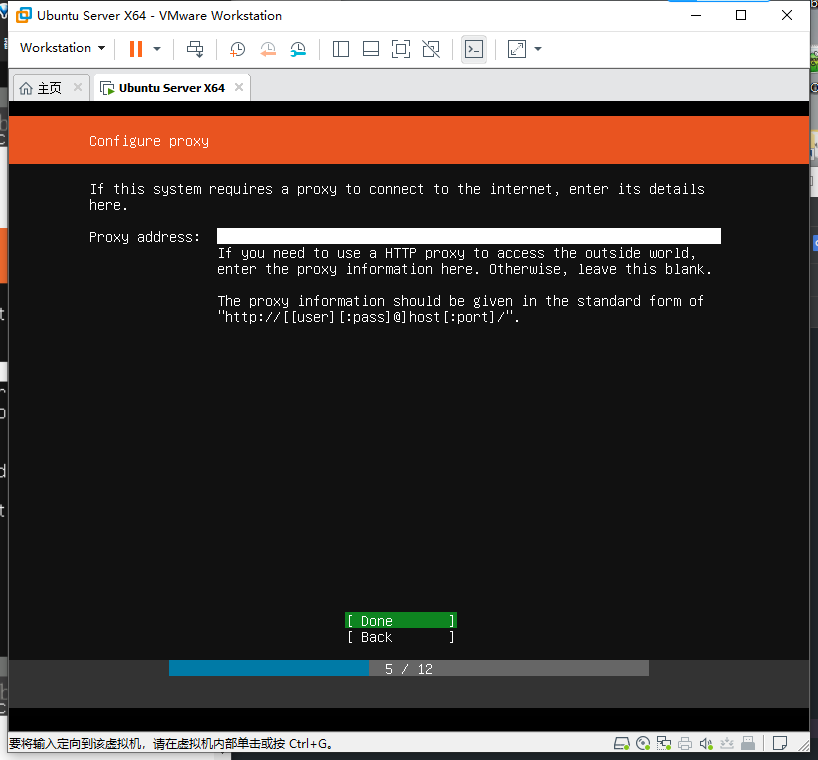 Ubuntu Server X64 - VMware Workstation
Workstation
主页
Ubuntu Server X64
Configure proxy
If this system requires a proxy to connect to the internet, enter its details
here.
Proxy address:
If you need to use a HTTP proxy to access the outside world,
enter the proxy information here. Otherwise, leave this blank.
The proxy information should be given in the standard form of
"http://[[user][:pass]@]host[:port]/".
[ Done ]
[ Back ]
5 / 12
要将输入定向到该虚拟机，请在虚拟机内部单击或按 Ctrl+G。